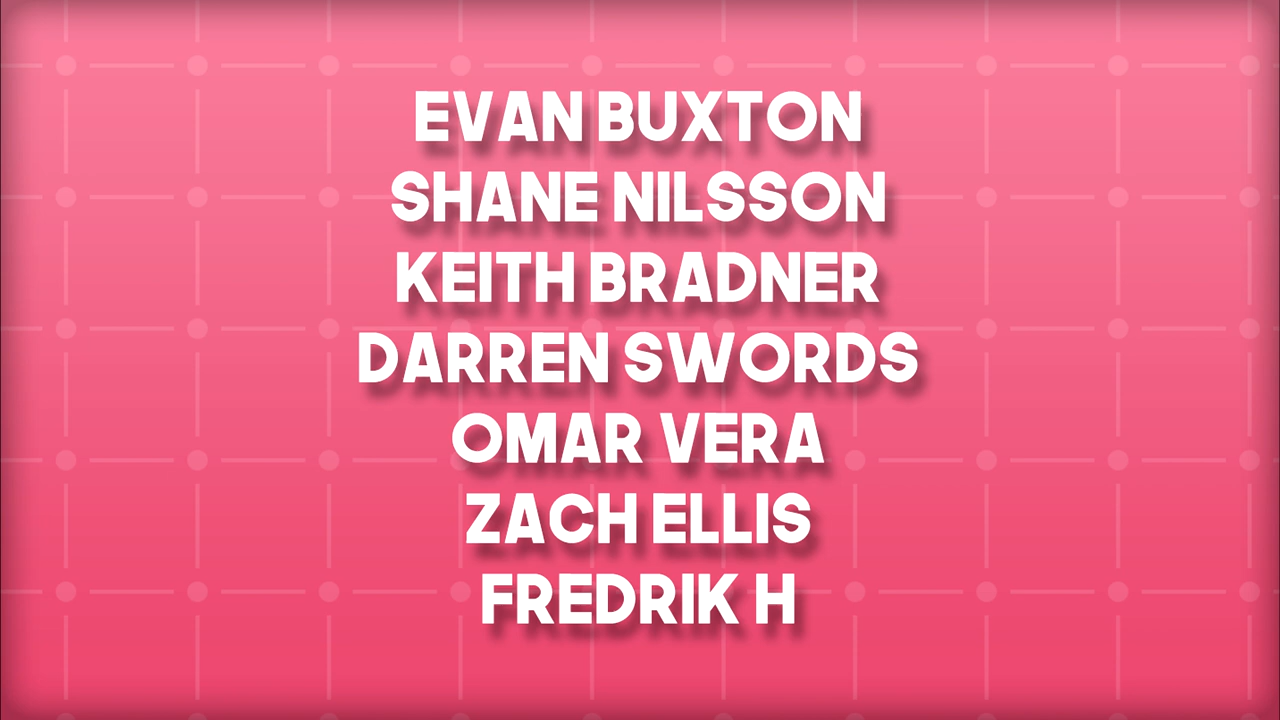 EVAN BUXTON
SHANE NILSSON
KEITH BRADNER
DARREN SWORDS
OMAR VERA
ZACH ELLIS
FREDRIK H